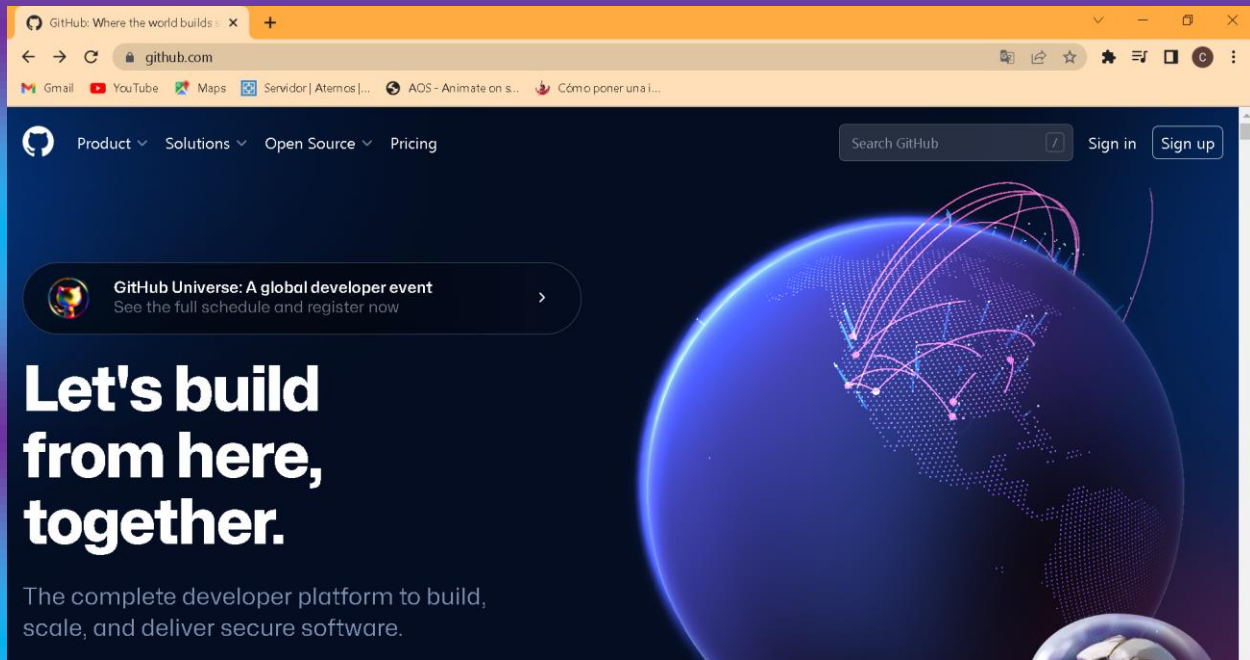 GitHub: Where the world builds s
github.com
Gmail YouTube Maps Servidor | Aternos |... AOS - Animate on s... Cómo poner una i...
Product Solutions Open Source Pricing Search GitHub / Sign in Sign up
GitHub Universe: A global developer event
See the full schedule and register now
Let's build
from here,
together.
The complete developer platform to build,
scale, and deliver secure software.
C